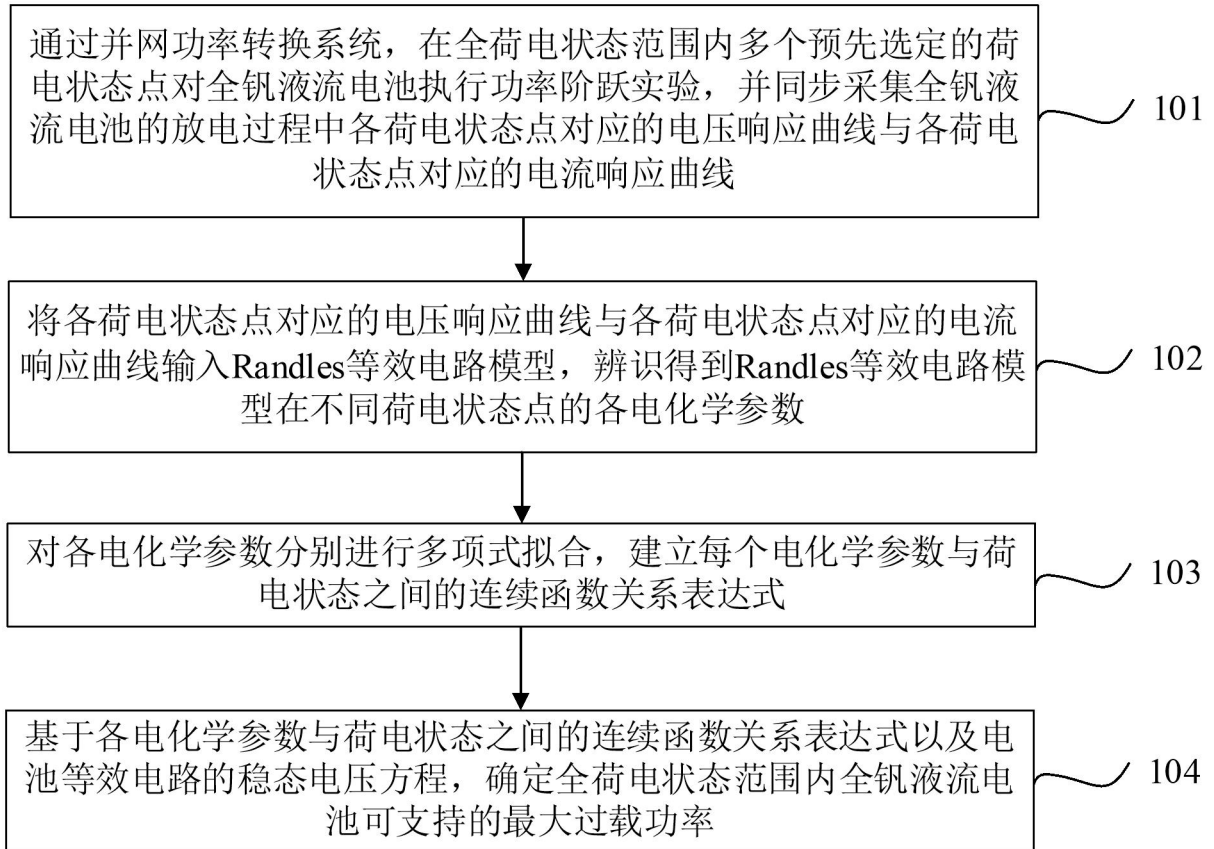 通过并网功率转换系统，在全荷电状态范围内多个预先选定的荷
电状态点对全钒液流电池执行功率阶跃实验，并同步采集全钒液
流电池的放电过程中各荷电状态点对应的电压响应曲线与各荷电
状态点对应的电流响应曲线
101
将各荷电状态点对应的电压响应曲线与各荷电状态点对应的电流
响应曲线输入Randles等效电路模型，辨识得到Randles等效电路模
型在不同荷电状态点的各电化学参数
102
对各电化学参数分别进行多项式拟合，建立每个电化学参数与荷
电状态之间的连续函数关系表达式
103
基于各电化学参数与荷电状态之间的连续函数关系表达式以及电
池等效电路的稳态电压方程，确定全荷电状态范围内全钒液流电
池可支持的最大过载功率
104